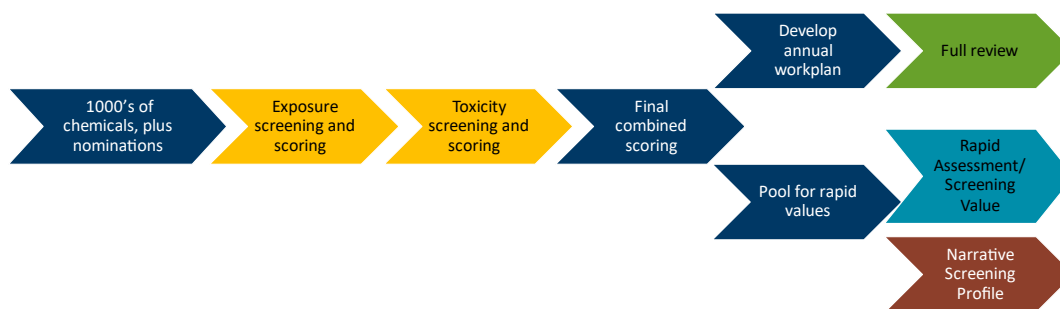 Develop
annual
workplan
Full review
1000's of
chemicals, plus
nominations
Exposure
screening and
scoring
Toxicity
screening and
scoring
Final
combined
scoring
Pool for rapid
values
Rapid
Assessment/
Screening
Value
Narrative
Screening
Profile